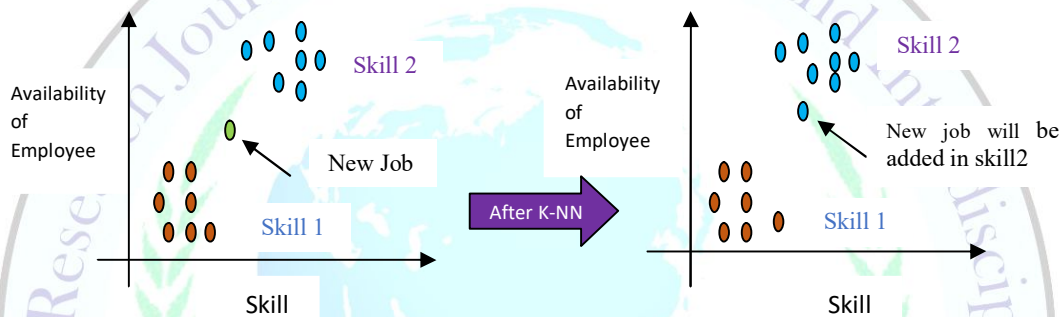 Availability
of
Employee
Skill 2
New Job
Skill 1
Skill
After K-NN
Availability
of
Employee
Skill 2
New job will be
added in skill2
Skill 1
Skill